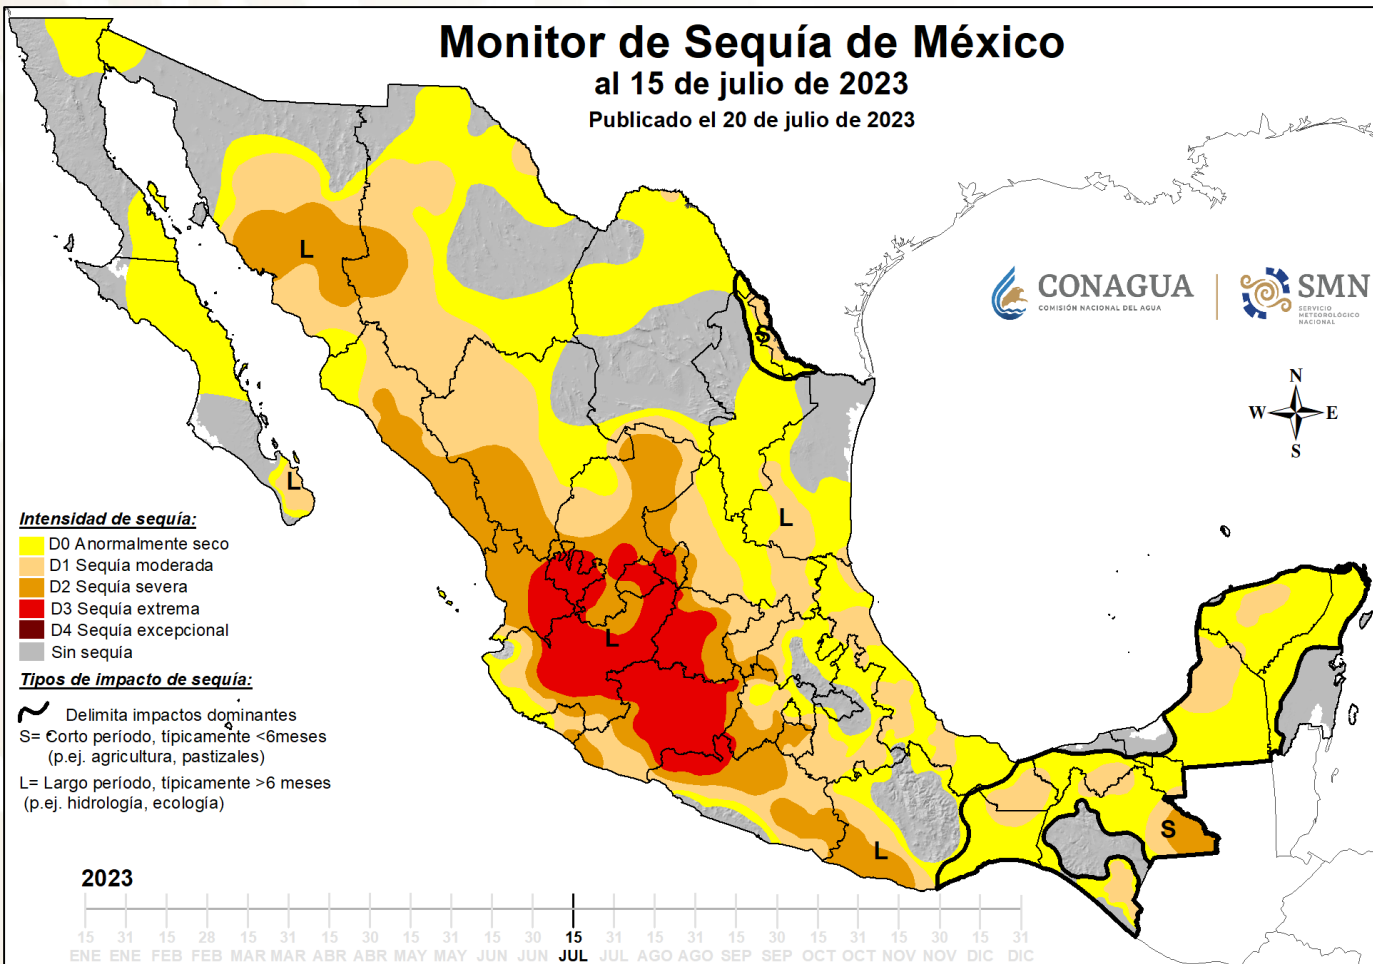 Monitor de Sequía de México
al 15 de julio de 2023
Publicado el 20 de julio de 2023
CONAGUA
COMISIÓN NACIONAL DEL AGUA
SMN
SERVICIO
METEOROLÓGICO
NACIONAL
N
W E
S
L
S
L
L
L
S
L
Intensidad de sequía:
D0 Anormalmente seco
D1 Sequía moderada
D2 Sequía severa
D3 Sequía extrema
D4 Sequía excepcional
Sin sequía
Tipos de impacto de sequía:
Delimita impactos dominantes
S= Corto período, típicamente <6meses
(p.ej. agricultura, pastizales)
L= Largo período, típicamente >6 meses
(p.ej. hidrología, ecología)
2023
15 31 15 28 15 31 15 30 15 31 15 30 15 31 15 31 15 30 15 31 15 30 15 31
ENE ENE FEB FEB MAR MAR ABR ABR MAY MAY JUN JUN JUL JUL AGO AGO SEP SEP OCT OCT NOV NOV DIC DIC